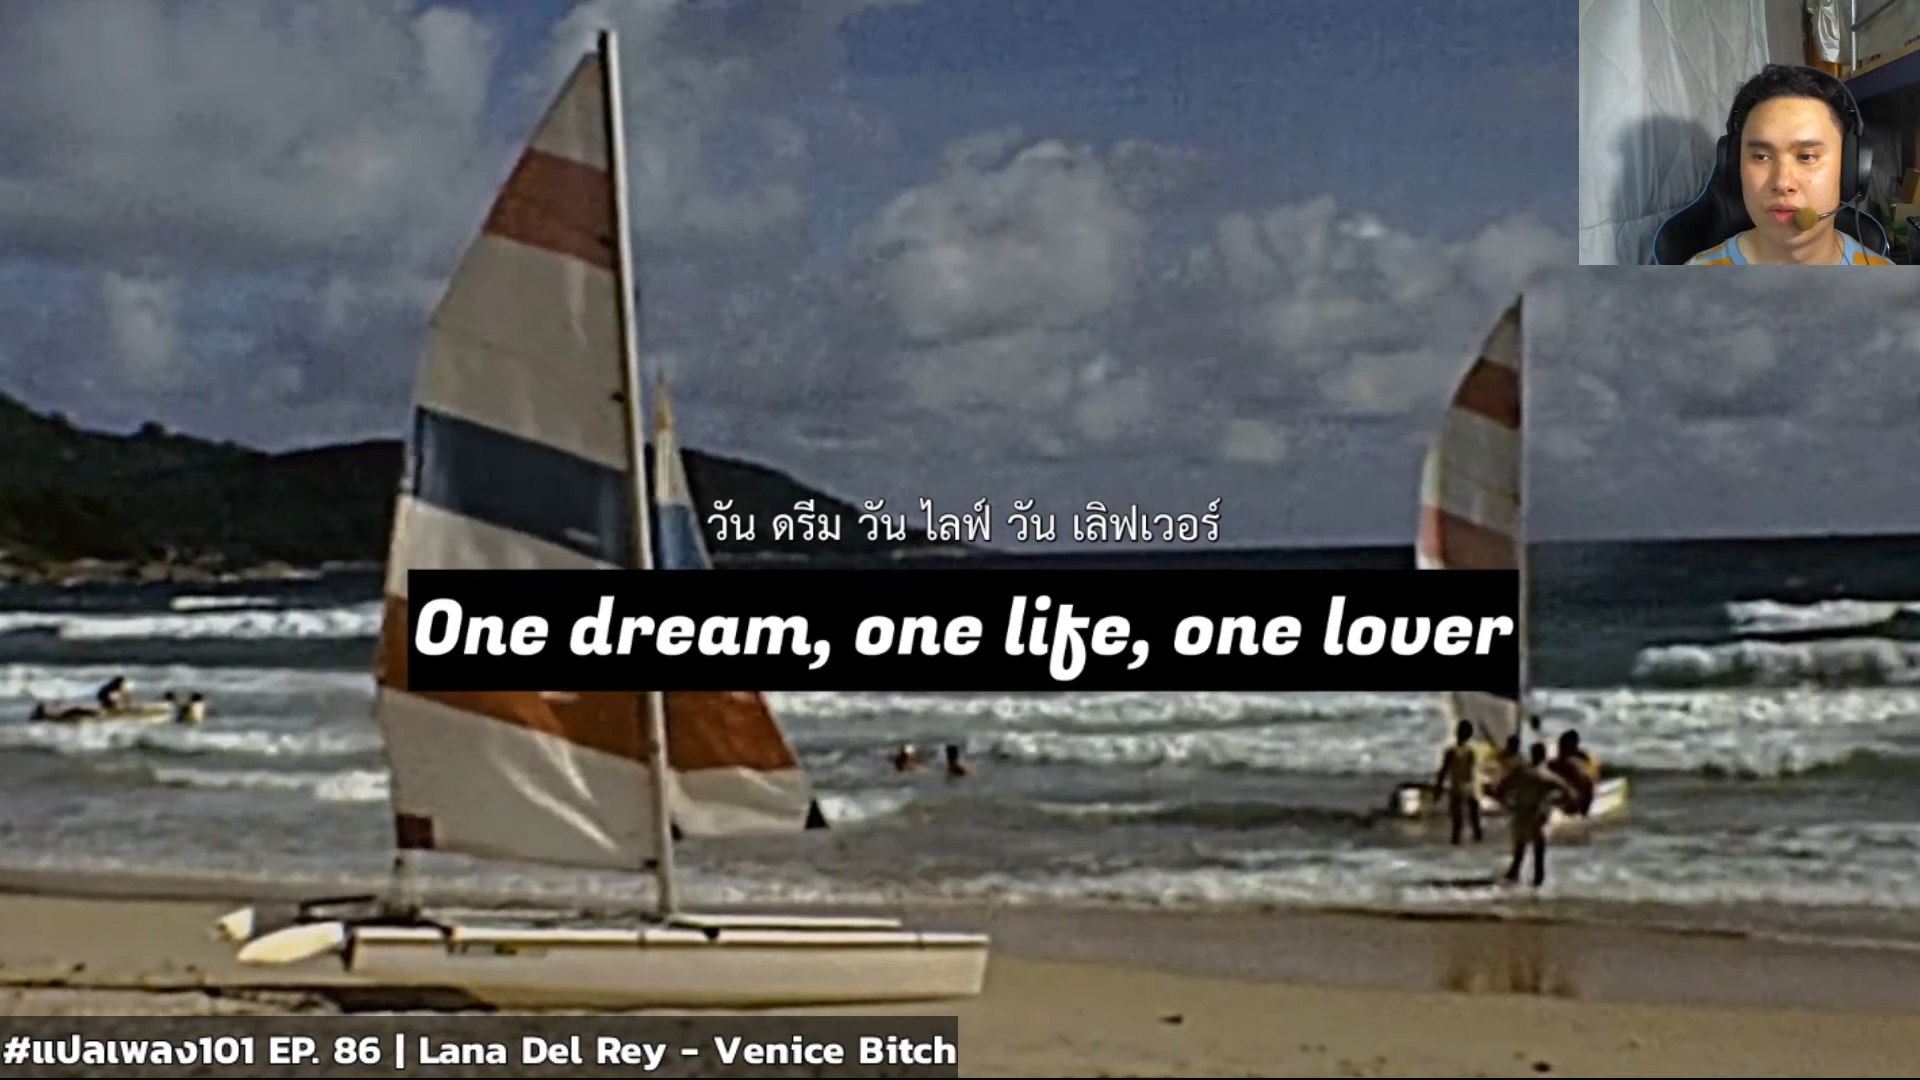 วัน ดรีม วัน ไลฟ์ วัน เลิฟเวอร์
One dream, one life, one lover
#แปลเพลง101 EP. 86 | Lana Del Rey - Venice Bitch